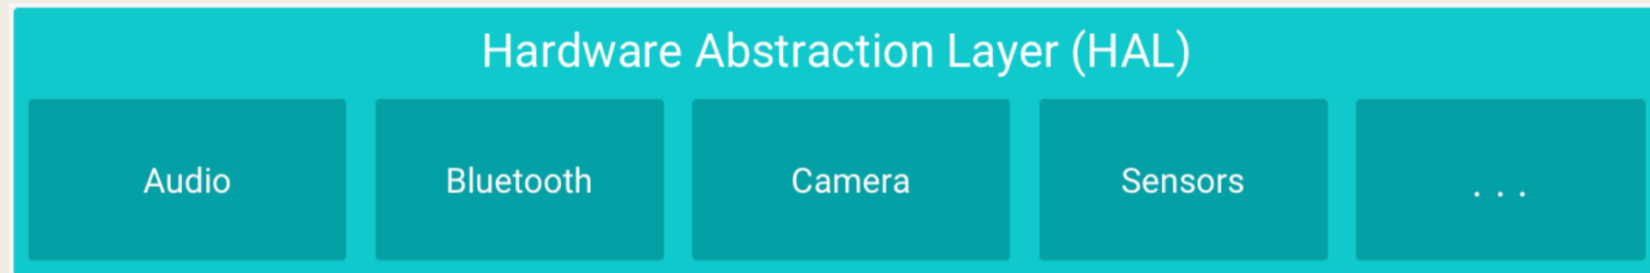 Hardware Abstraction Layer (HAL)
Audio
Bluetooth
Camera
Sensors
. . .